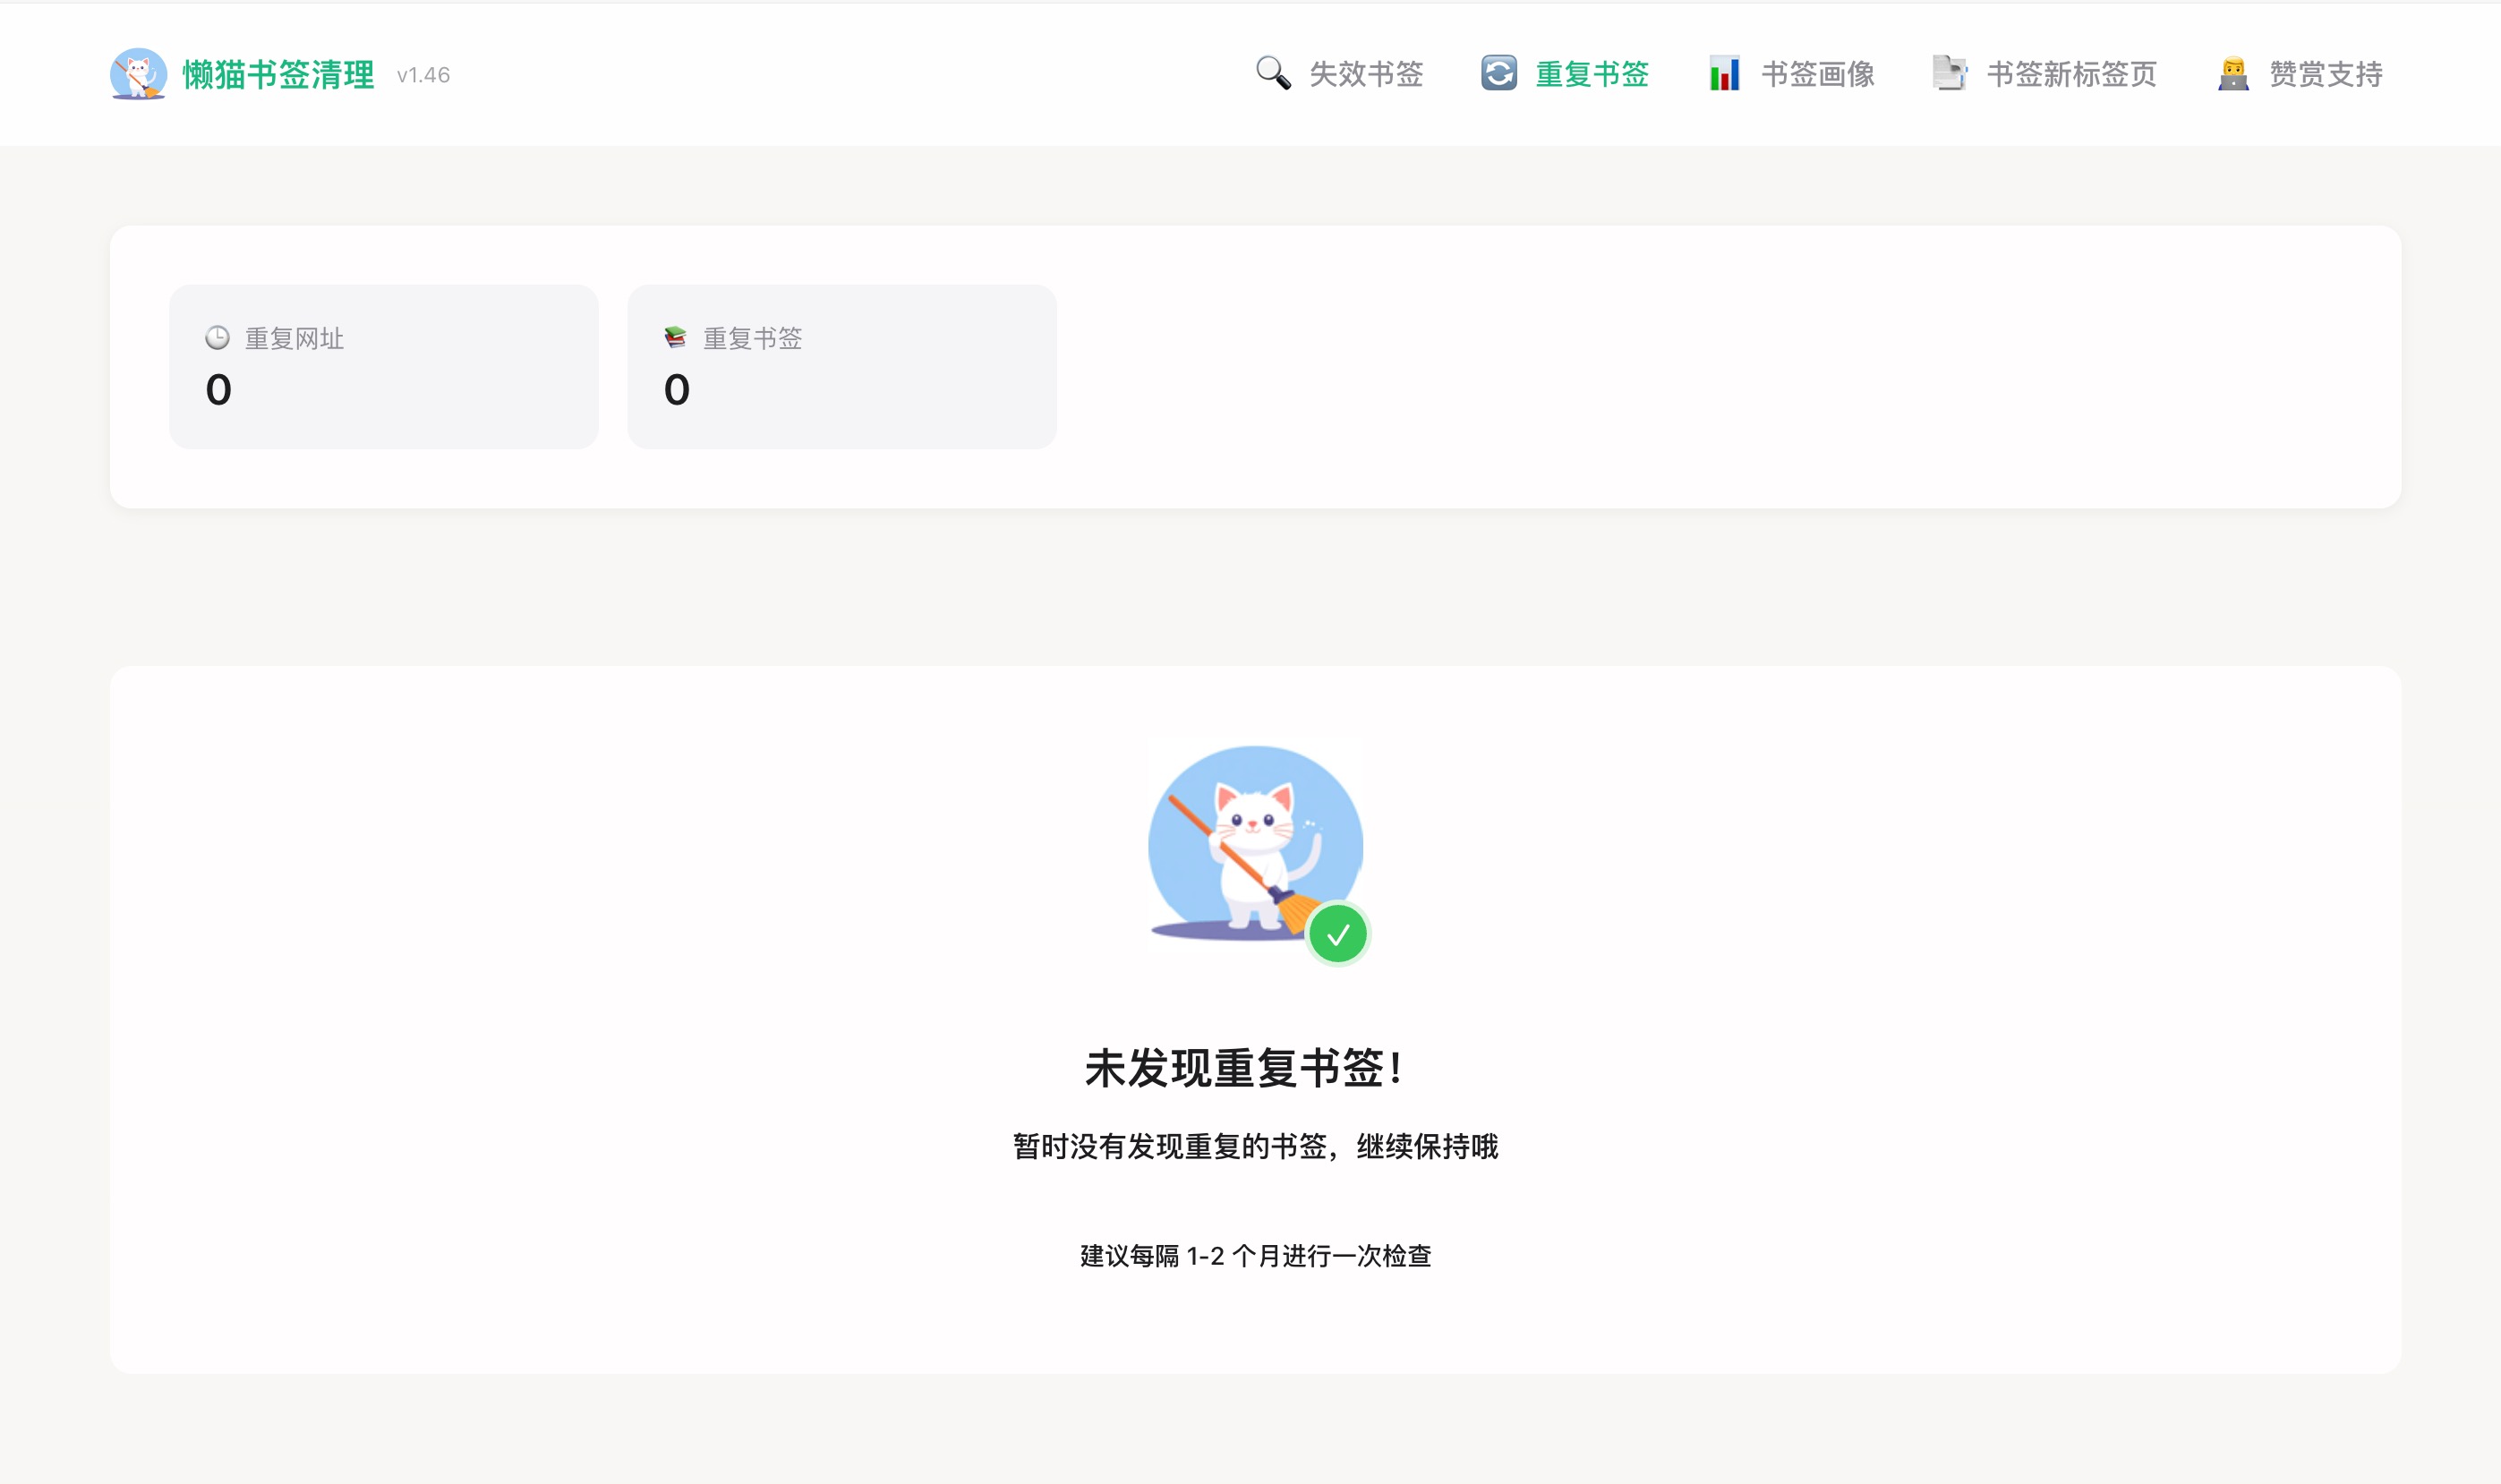 懒猫书签清理 v1.46
失效书签 重复书签 书签画像 书签新标签页 赞赏支持
重复网址 重复书签
0 0
未发现重复书签！
暂时没有发现重复的书签，继续保持哦
建议每隔 1-2 个月进行一次检查